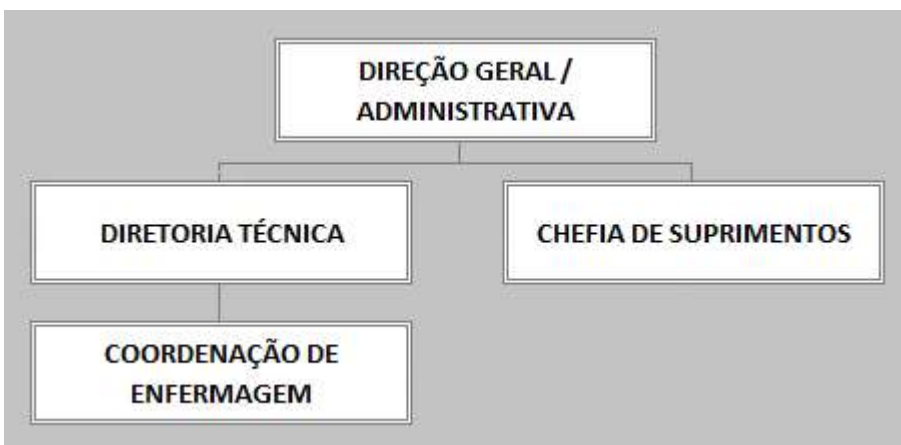 DIREÇÃO GERAL /
ADMINISTRATIVA
DIRETORIA TÉCNICA
CHEFIA DE SUPRIMENTOS
COORDENAÇÃO DE
ENFERMAGEM